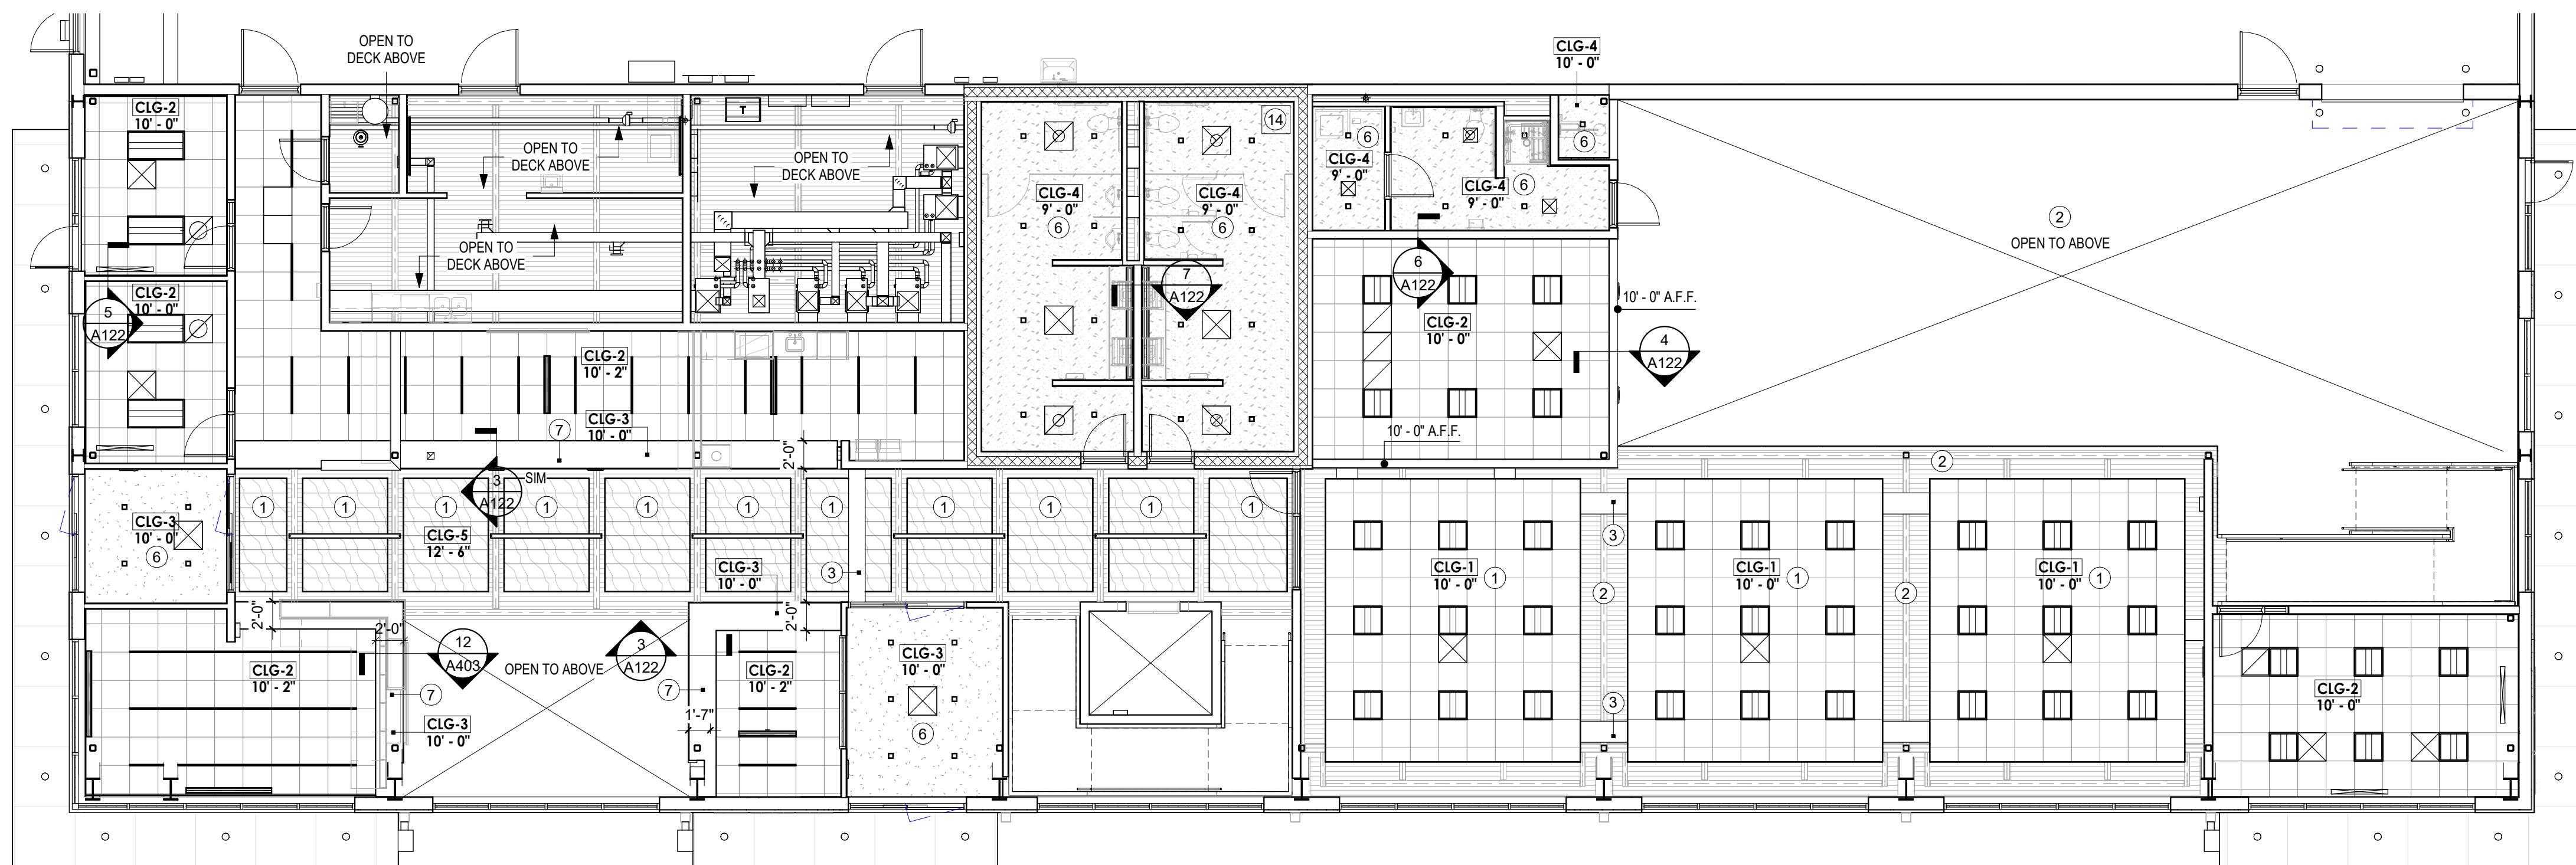 OPEN TO
DECK ABOVE
CLG-4
10' - 0"
CLG-2
10' - 0"
T
14
6
6
OPEN TO
DECK ABOVE
OPEN TO
DECK ABOVE
CLG-4
9' - 0"
CLG-4
9' - 0"
6
CLG-4
9' - 0"
6
CLG-4
9' - 0"
6
2
OPEN TO ABOVE
OPEN TO
DECK ABOVE
6
A122
7
A122
CLG-2
10' - 0"
5
A122
10' - 0" A.F.F.
CLG-2
10' - 0"
4
A122
CLG-2
10' - 2"
CLG-3
10' - 0"
7
10' - 0" A.F.F.
2'-0"
2
3
A122
SIM
1
1
1
1
1
1
1
1
1
1
1
CLG-3
10' - 0"
6
CLG-5
12' - 6"
3
CLG-3
10' - 0"
3
CLG-1
10' - 0"
1
CLG-1
10' - 0"
1
CLG-1
10' - 0"
1
2
2
2'-0"
2'-0"
2'-0"
12
A403
OPEN TO ABOVE
3
A122
CLG-2
10' - 2"
CLG-2
10' - 2"
CLG-3
10' - 0"
7
7
CLG-2
10' - 0"
3
1'-7"
CLG-3
10' - 0"
6